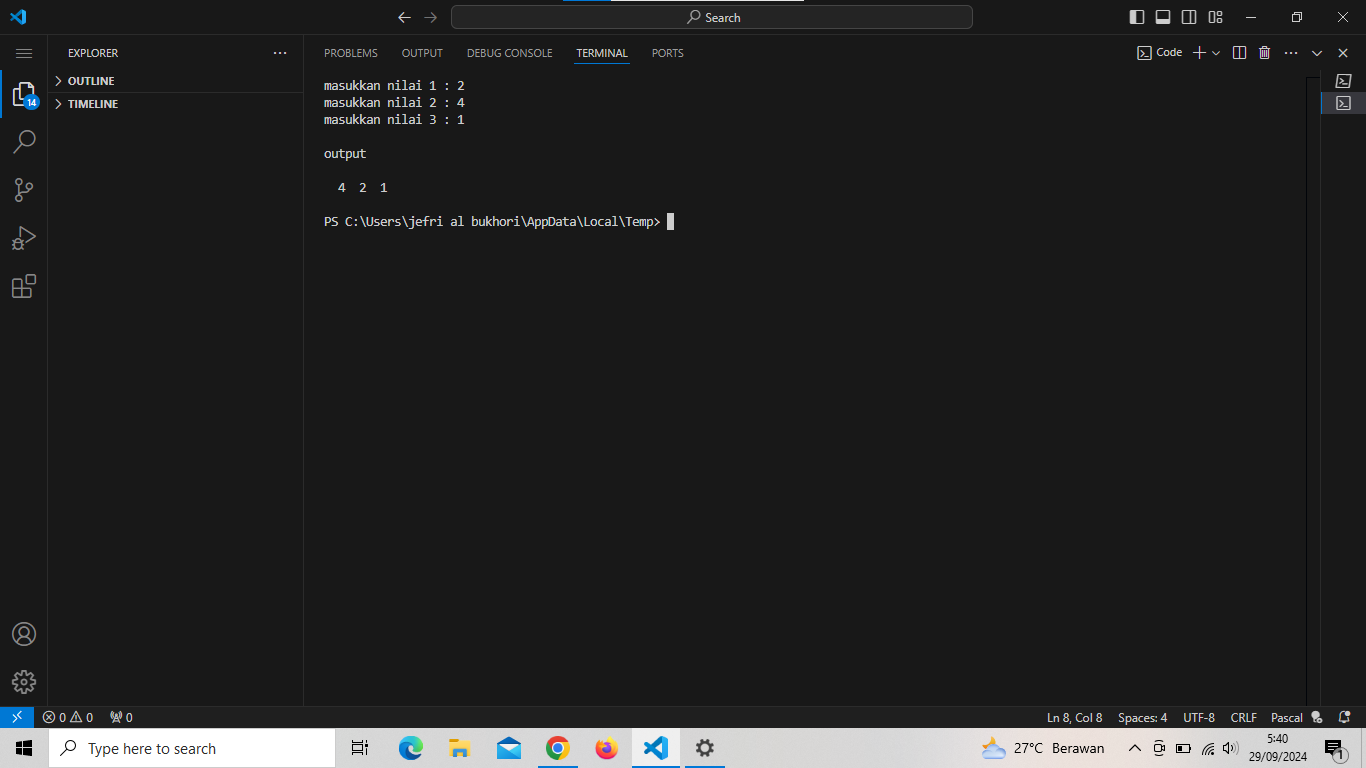 Search
EXPLORER
OUTLINE
TIMELINE
14
PROBLEMS OUTPUT DEBUG CONSOLE TERMINAL PORTS
Code
masukkan nilai 1 : 2
masukkan nilai 2 : 4
masukkan nilai 3 : 1
output
4 2 1
PS C:\Users\jefri al bukhori\AppData\Local\Temp>
0 0 0
Ln 8, Col 8 Spaces: 4 UTF-8 CRLF Pascal
Type here to search
27°C Berawan
5:40
29/09/2024
1